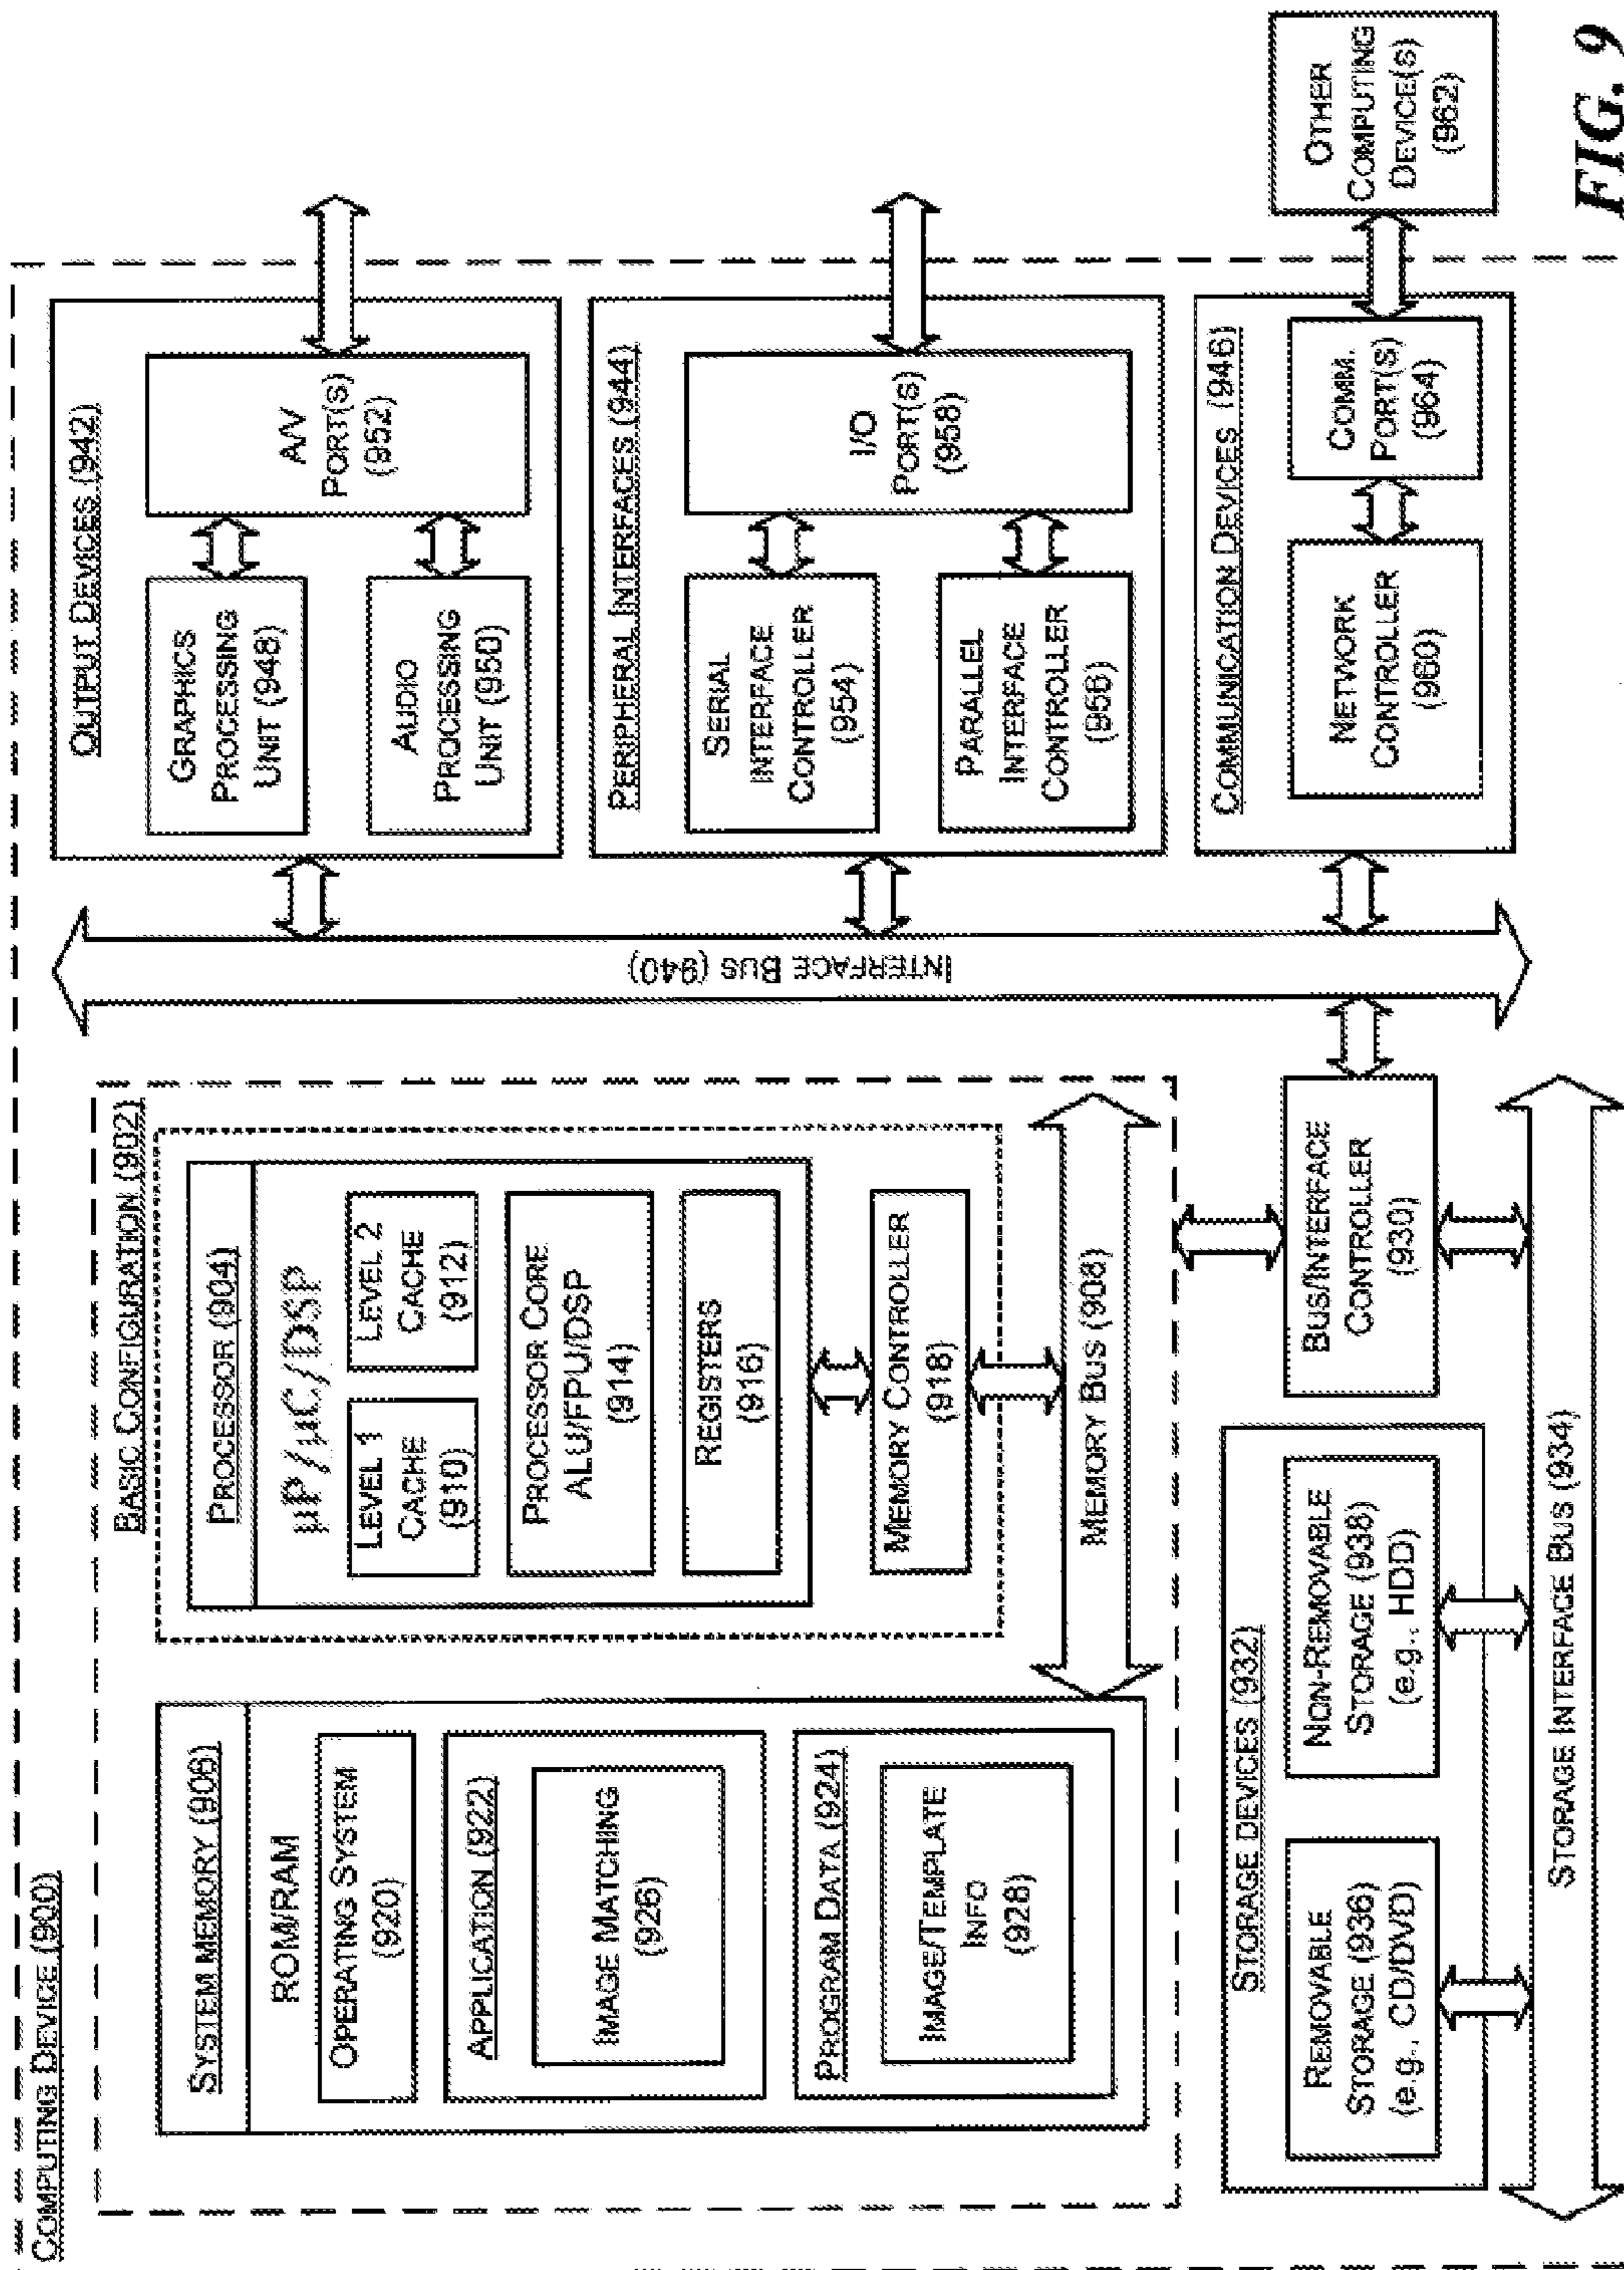 COMPUTING DEVICE (900)
BASIC CONFIGURATION (902)
SYSTEM MEMORY (906)
ROM/RAM
OPERATING SYSTEM
(920)
APPLICATION (922)
IMAGE MATCHING
(926)
PROGRAM DATA (924)
IMAGE/TEMPLATE
INFO
(928)
PROCESSOR (904)
µP/µC/DSP
LEVEL 1
CACHE
(910)
LEVEL 2
CACHE
(912)
PROCESSOR CORE
ALU/FPU/DSP
(914)
REGISTERS
(916)
MEMORY CONTROLLER
(918)
MEMORY BUS (908)
STORAGE DEVICES (932)
REMOVABLE
STORAGE (936)
(e.g., CD/DVD)
NON-REMOVABLE
STORAGE (938)
(e.g., HDD)
BUS/INTERFACE
CONTROLLER
(930)
STORAGE INTERFACE BUS (934)
INTERFACE BUS (940)
OUTPUT DEVICES (942)
GRAPHICS
PROCESSING
UNIT (948)
AUDIO
PROCESSING
UNIT (950)
A/V
PORT(S)
(952)
PERIPHERAL INTERFACES (944)
SERIAL
INTERFACE
CONTROLLER
(954)
PARALLEL
INTERFACE
CONTROLLER
(956)
I/O
PORT(S)
(958)
COMMUNICATION DEVICES (946)
NETWORK
CONTROLLER
(960)
COMM.
PORT(S)
(964)
OTHER
COMPUTING
DEVICE(S)
(962)
FIG. 9